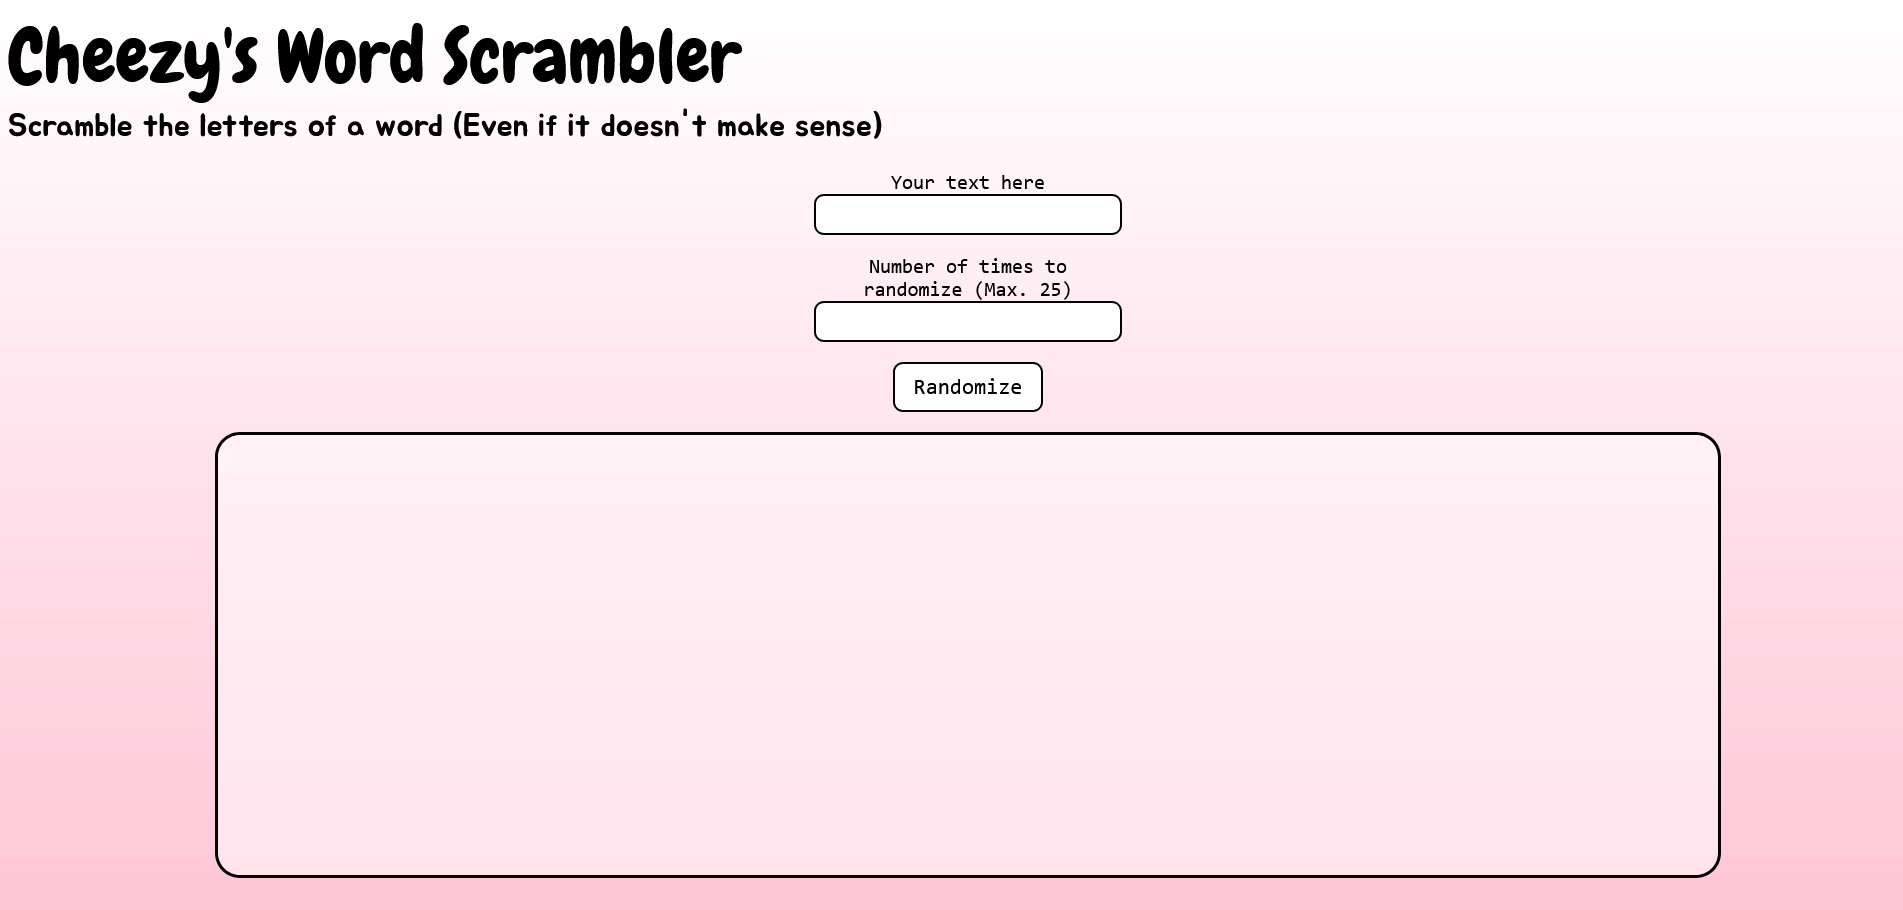 Cheezy's Word Scrambler
Scramble the letters of a word (Even if it doesn't make sense)
Your text here
Number of times to
randomize (Max. 25)
Randomize